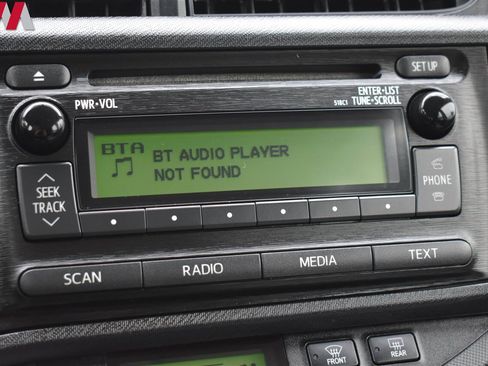 SET UP
PWR·VOL
ENTER·LIST
518C1 TUNE·SCROLL
BTA
BT AUDIO PLAYER
NOT FOUND
SEEK
TRACK
PHONE
SCAN
RADIO
MEDIA
TEXT
FRONT
REAR